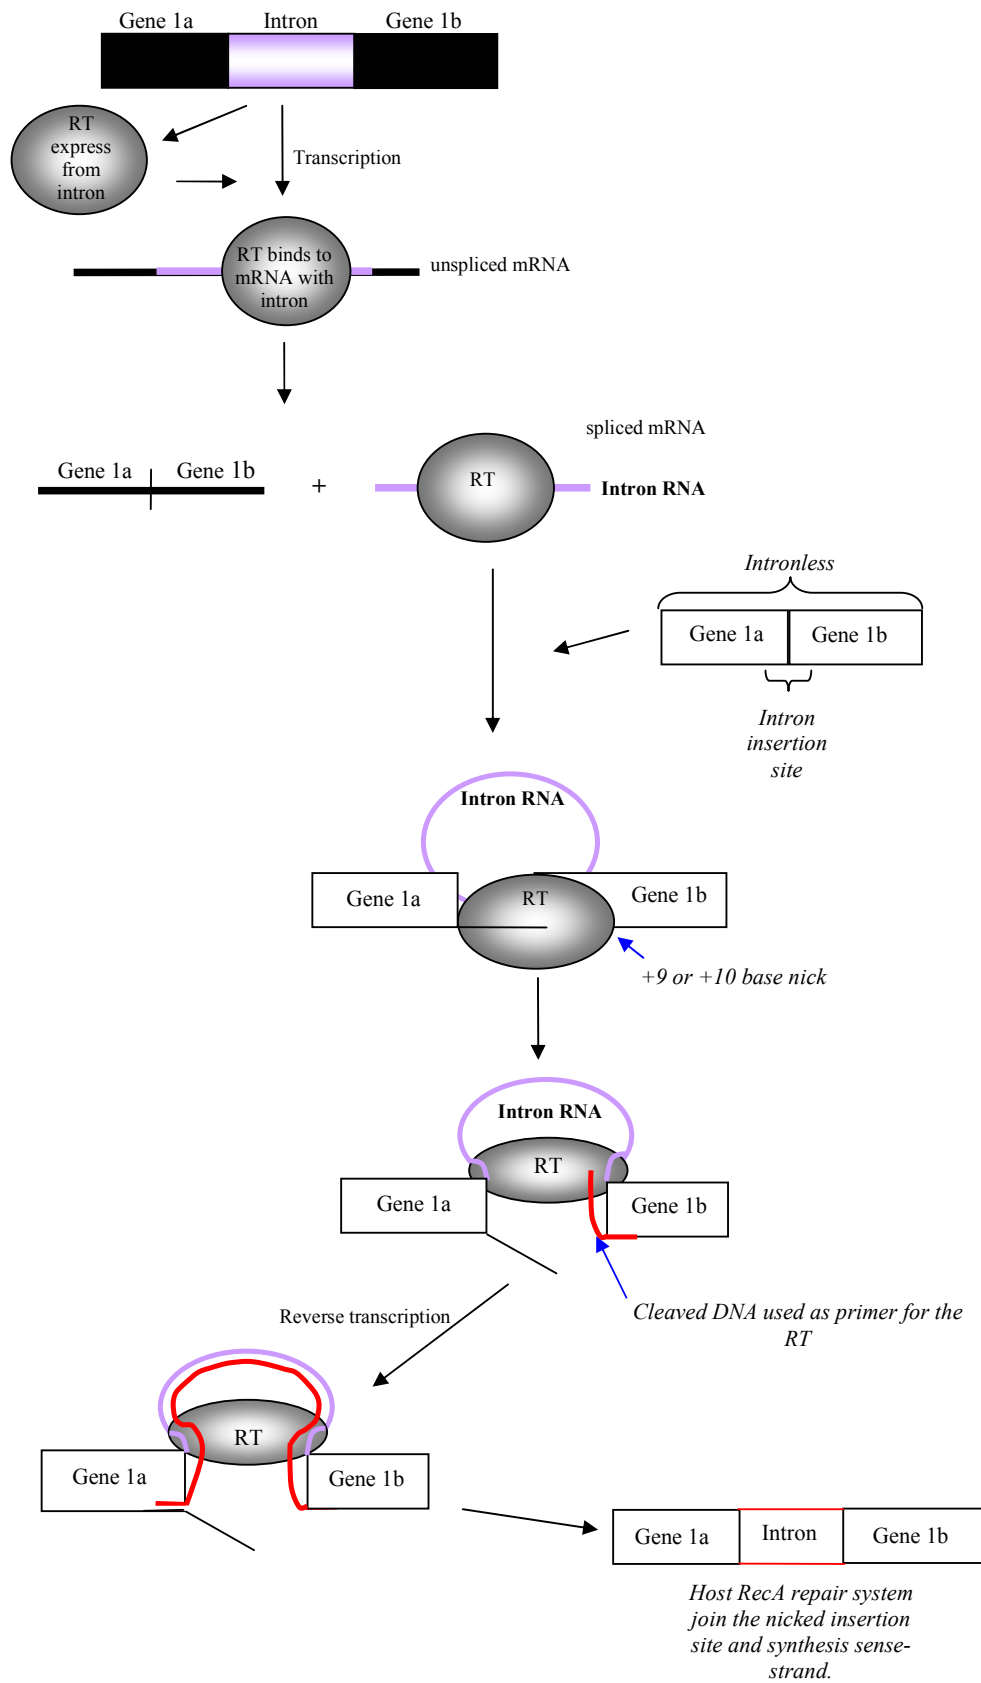 Gene 1a
Intron
Gene 1b
RT
express
from
intron
Transcription
RT binds to
mRNA with
intron
unspliced mRNA
spliced mRNA
Gene 1a
Gene 1b
+
RT
Intron RNA
Intronless
Gene 1a
Gene 1b
Intron
insertion
site
Intron RNA
Gene 1a
RT
Gene 1b
+9 or +10 base nick
Intron RNA
RT
Gene 1a
Gene 1b
Cleaved DNA used as primer for the
RT
Reverse transcription
RT
Gene 1a
Gene 1b
Gene 1a
Intron
Gene 1b
Host RecA repair system
join the nicked insertion
site and synthesis sense-
strand.